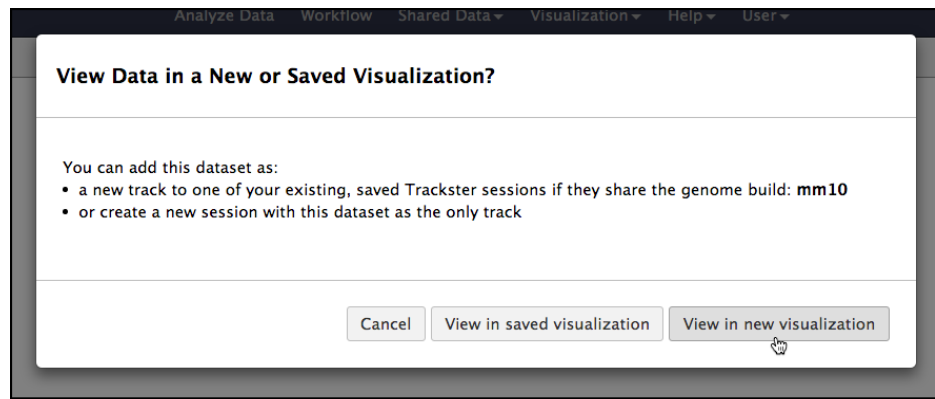 Analyze Data Workflow Shared Data Visualization Help User
View Data in a New or Saved Visualization?
You can add this dataset as:
• a new track to one of your existing, saved Trackster sessions if they share the genome build: mm10
• or create a new session with this dataset as the only track
Cancel View in saved visualization View in new visualization